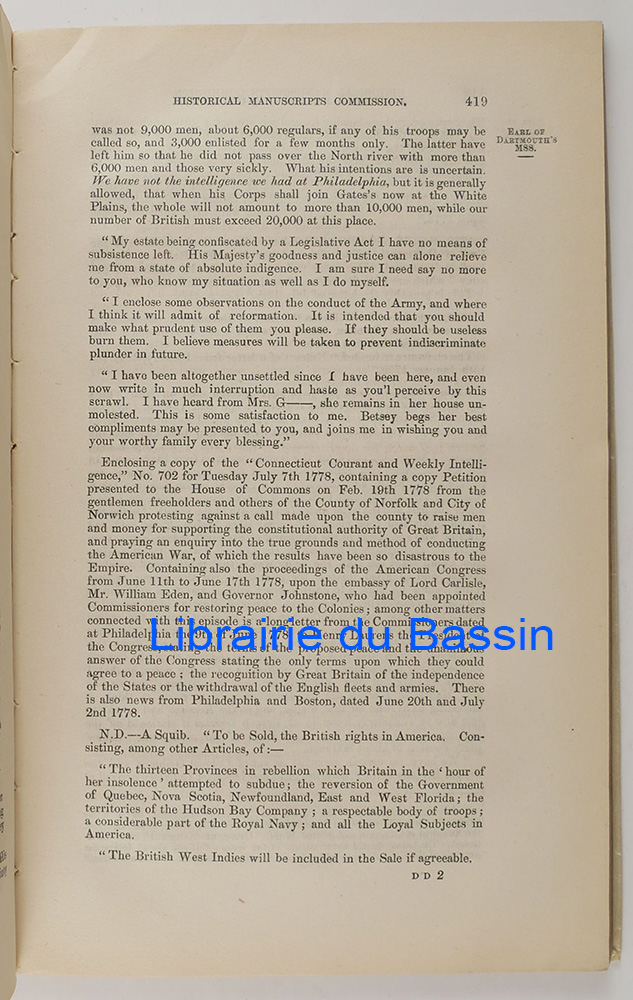 HISTORICAL MANUSCRIPTS COMMISSION. 419
EARL OF
DARTMOUTH'S
MSS.
was not 9,000 men, about 6,000 regulars, if any of his troops may be
called so, and 3,000 enlisted for a few months only. The latter have
left him so that he did not pass over the North river with more than
6,000 men and those very sickly. What his intentions are is uncertain.
We have not the intelligence we had at Philadelphia, but it is generally
allowed, that when his Corps shall join Gates's now at the White
Plains, the whole will not amount to more than 10,000 men, while our
number of British must exceed 20,000 at this place.
"My estate being confiscated by a Legislative Act I have no means of
subsistence left. His Majesty's goodness and justice can alone relieve
me from a state of absolute indigence. I am sure I need say no more
to you, who know my situation as well as I do myself.
"I enclose some observations on the conduct of the Army, and where
I think it will admit of reformation. It is intended that you should
make what prudent use of them you please. If they should be useless
burn them. I believe measures will be taken to prevent indiscriminate
plunder in future.
"I have been altogether unsettled since I have been here, and even
now write in much interruption and haste as you'l perceive by this
scrawl. I have heard from Mrs. G——, she remains in her house un-
molested. This is some satisfaction to me. Betsey begs her best
compliments may be presented to you, and joins me in wishing you and
your worthy family every blessing."
Enclosing a copy of the "Connecticut Courant and Weekly Intelli-
gence," No. 702 for Tuesday July 7th 1778, containing a copy Petition
presented to the House of Commons on Feb. 19th 1778 from the
gentlemen freeholders and others of the County of Norfolk and City of
Norwich protesting against a call made upon the county to raise men
and money for supporting the constitutional authority of Great Britain,
and praying an enquiry into the true grounds and method of conducting
the American War, of which the results have been so disastrous to the
Empire. Containing also the proceedings of the American Congress
from June 11th to June 17th 1778, upon the embassy of Lord Carlisle,
Mr. William Eden, and Governor Johnstone, who had been appointed
Commissioners for restoring peace to the Colonies; among other matters
connected with this episode is a long letter from the Commissioners dated
at Philadelphia the 9th of June 1778 to Henry Laurens the President of
the Congress, stating the terms of the proposed peace and the unanimous
Librairie du Bassin
answer of the Congress stating the only terms upon which they could
agree to a peace; the recognition by Great Britain of the independence
of the States or the withdrawal of the English fleets and armies. There
is also news from Philadelphia and Boston, dated June 20th and July
2nd 1778.
N.D.—A Squib. "To be Sold, the British rights in America. Con-
sisting, among other Articles, of:—
"The thirteen Provinces in rebellion which Britain in the 'hour of
her insolence' attempted to subdue; the reversion of the Government
of Quebec, Nova Scotia, Newfoundland, East and West Florida; the
territories of the Hudson Bay Company; a respectable body of troops;
a considerable part of the Royal Navy; and all the Loyal Subjects in
America.
"The British West Indies will be included in the Sale if agreeable.
D D 2